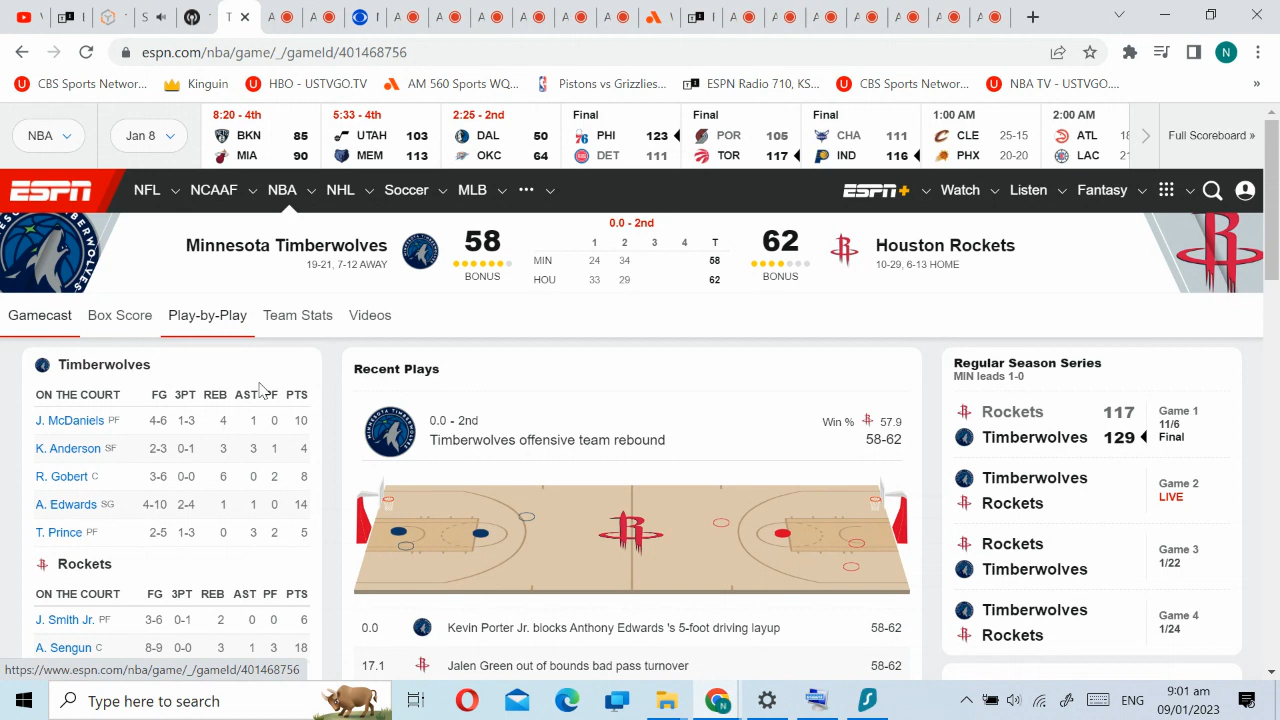 T
espn.com/nba/game/_/gameId/401468756
N
CBS Sports Networ... Kinguin HBO - USTVGO.TV AM 560 Sports WQ... Pistons vs Grizzlies... ESPN Radio 710, KS... CBS Sports Networ... NBA TV - USTVGO.... »
NBA Jan 8
8:20 - 4th 5:33 - 4th 2:25 - 2nd Final Final Final 1:00 AM 2:00 AM
BKN 85 UTAH 103 DAL 50 PHI 123 POR 105 CHA 111 CLE 25-15 ATL
MIA 90 MEM 113 OKC 64 DET 111 TOR 117 IND 116 PHX 20-20 LAC
Full Scoreboard »
ESPN NFL NCAAF NBA NHL Soccer MLB ••• ESPN+ Watch Listen Fantasy
Minnesota Timberwolves 58 0.0 - 2nd 62 Houston Rockets
19-21, 7-12 AWAY BONUS BONUS 10-29, 6-13 HOME
1 2 3 4 T
MIN 24 34 58
HOU 33 29 62
Gamecast Box Score Play-by-Play Team Stats Videos
Timberwolves
ON THE COURT FG 3PT REB AST PF PTS
J. McDaniels PF 4-6 1-3 4 1 0 10
K. Anderson SF 2-3 0-1 3 3 1 4
R. Gobert C 3-6 0-0 6 0 2 8
A. Edwards SG 4-10 2-4 1 1 0 14
T. Prince PF 2-5 1-3 0 3 2 5
Rockets
ON THE COURT FG 3PT REB AST PF PTS
J. Smith Jr. PF 3-6 0-1 2 0 0 6
A. Sengun C 8-9 0-0 3 1 3 18
https://www.espn.com/nba/game/_/gameId/401468756
Recent Plays
0.0 - 2nd Win % 57.9
Timberwolves offensive team rebound 58-62
0.0 Kevin Porter Jr. blocks Anthony Edwards 's 5-foot driving layup 58-62
17.1 Jalen Green out of bounds bad pass turnover 58-62
Regular Season Series
MIN leads 1-0
Rockets 117 Game 1
11/6
Timberwolves 129 Final
Timberwolves Game 2
Rockets LIVE
Rockets Game 3
Timberwolves 1/22
Timberwolves Game 4
Rockets 1/24
Type here to search
ENG
9:01 am
09/01/2023